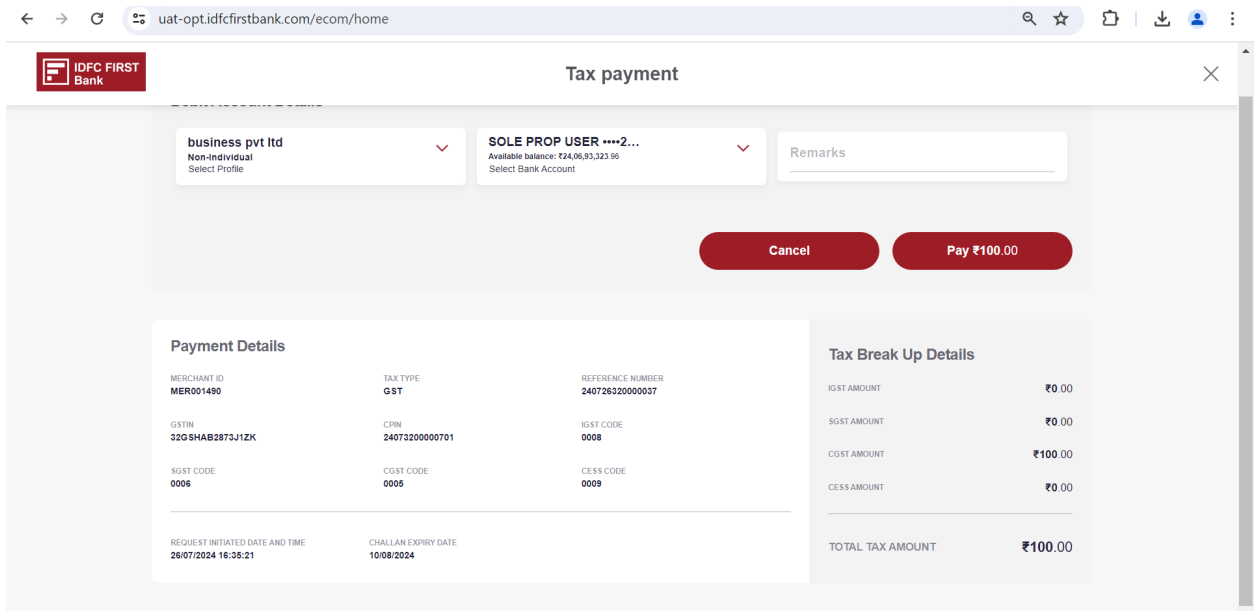 uat-opt.idfcfirstbank.com/ecom/home
IDFC FIRST
Bank
Tax payment
Debit Account Details
business pvt ltd
Non-Individual
Select Profile
SOLE PROP USER ••••2...
Available balance: ₹24,06,93,323.96
Select Bank Account
Remarks
Cancel
Pay ₹100.00
Payment Details
MERCHANT ID
MER001490
TAX TYPE
GST
REFERENCE NUMBER
240726320000037
GSTIN
32GSHAB2873J1ZK
CPIN
24073200000701
IGST CODE
0008
SGST CODE
0006
CGST CODE
0005
CESS CODE
0009
REQUEST INITIATED DATE AND TIME
26/07/2024 16:35:21
CHALLAN EXPIRY DATE
10/08/2024
Tax Break Up Details
IGST AMOUNT ₹0.00
SGST AMOUNT ₹0.00
CGST AMOUNT ₹100.00
CESS AMOUNT ₹0.00
TOTAL TAX AMOUNT ₹100.00